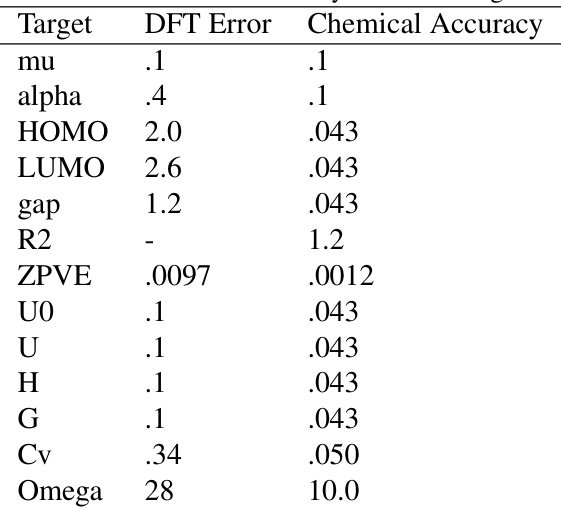 Target DFT Error Chemical Accuracy
mu .1 .1
alpha .4 .1
HOMO 2.0 .043
LUMO 2.6 .043
gap 1.2 .043
R2 - 1.2
ZPVE .0097 .0012
U0 .1 .043
U .1 .043
H .1 .043
G .1 .043
Cv .34 .050
Omega 28 10.0